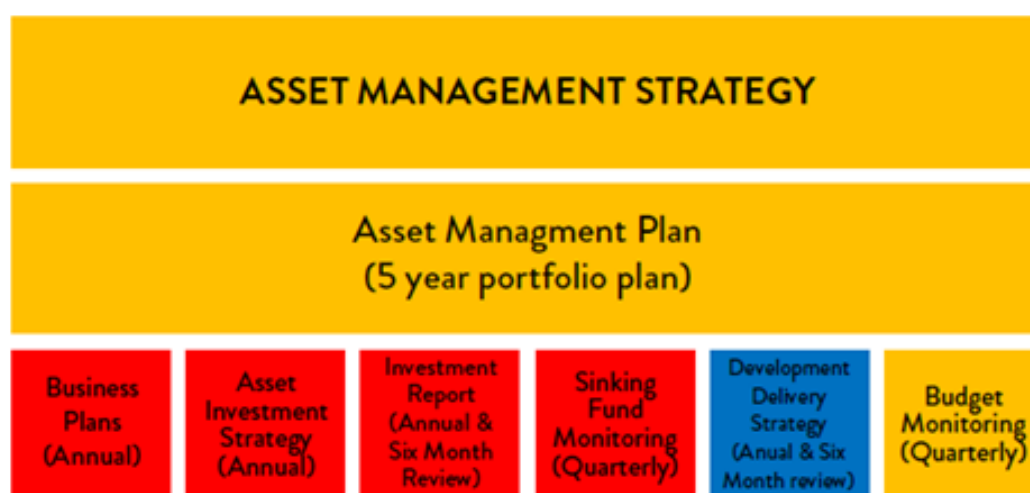 ASSET MANAGEMENT STRATEGY
Asset Managment Plan
(5 year portfolio plan)
Business
Plans
(Annual)
Asset
Investment
Strategy
(Annual)
Investment
Report
(Annual &
Six Month
Review)
Sinking
Fund
Monitoring
(Quarterly)
Development
Delivery
Strategy
(Anual & Six
Month review)
Budget
Monitoring
(Quarterly)